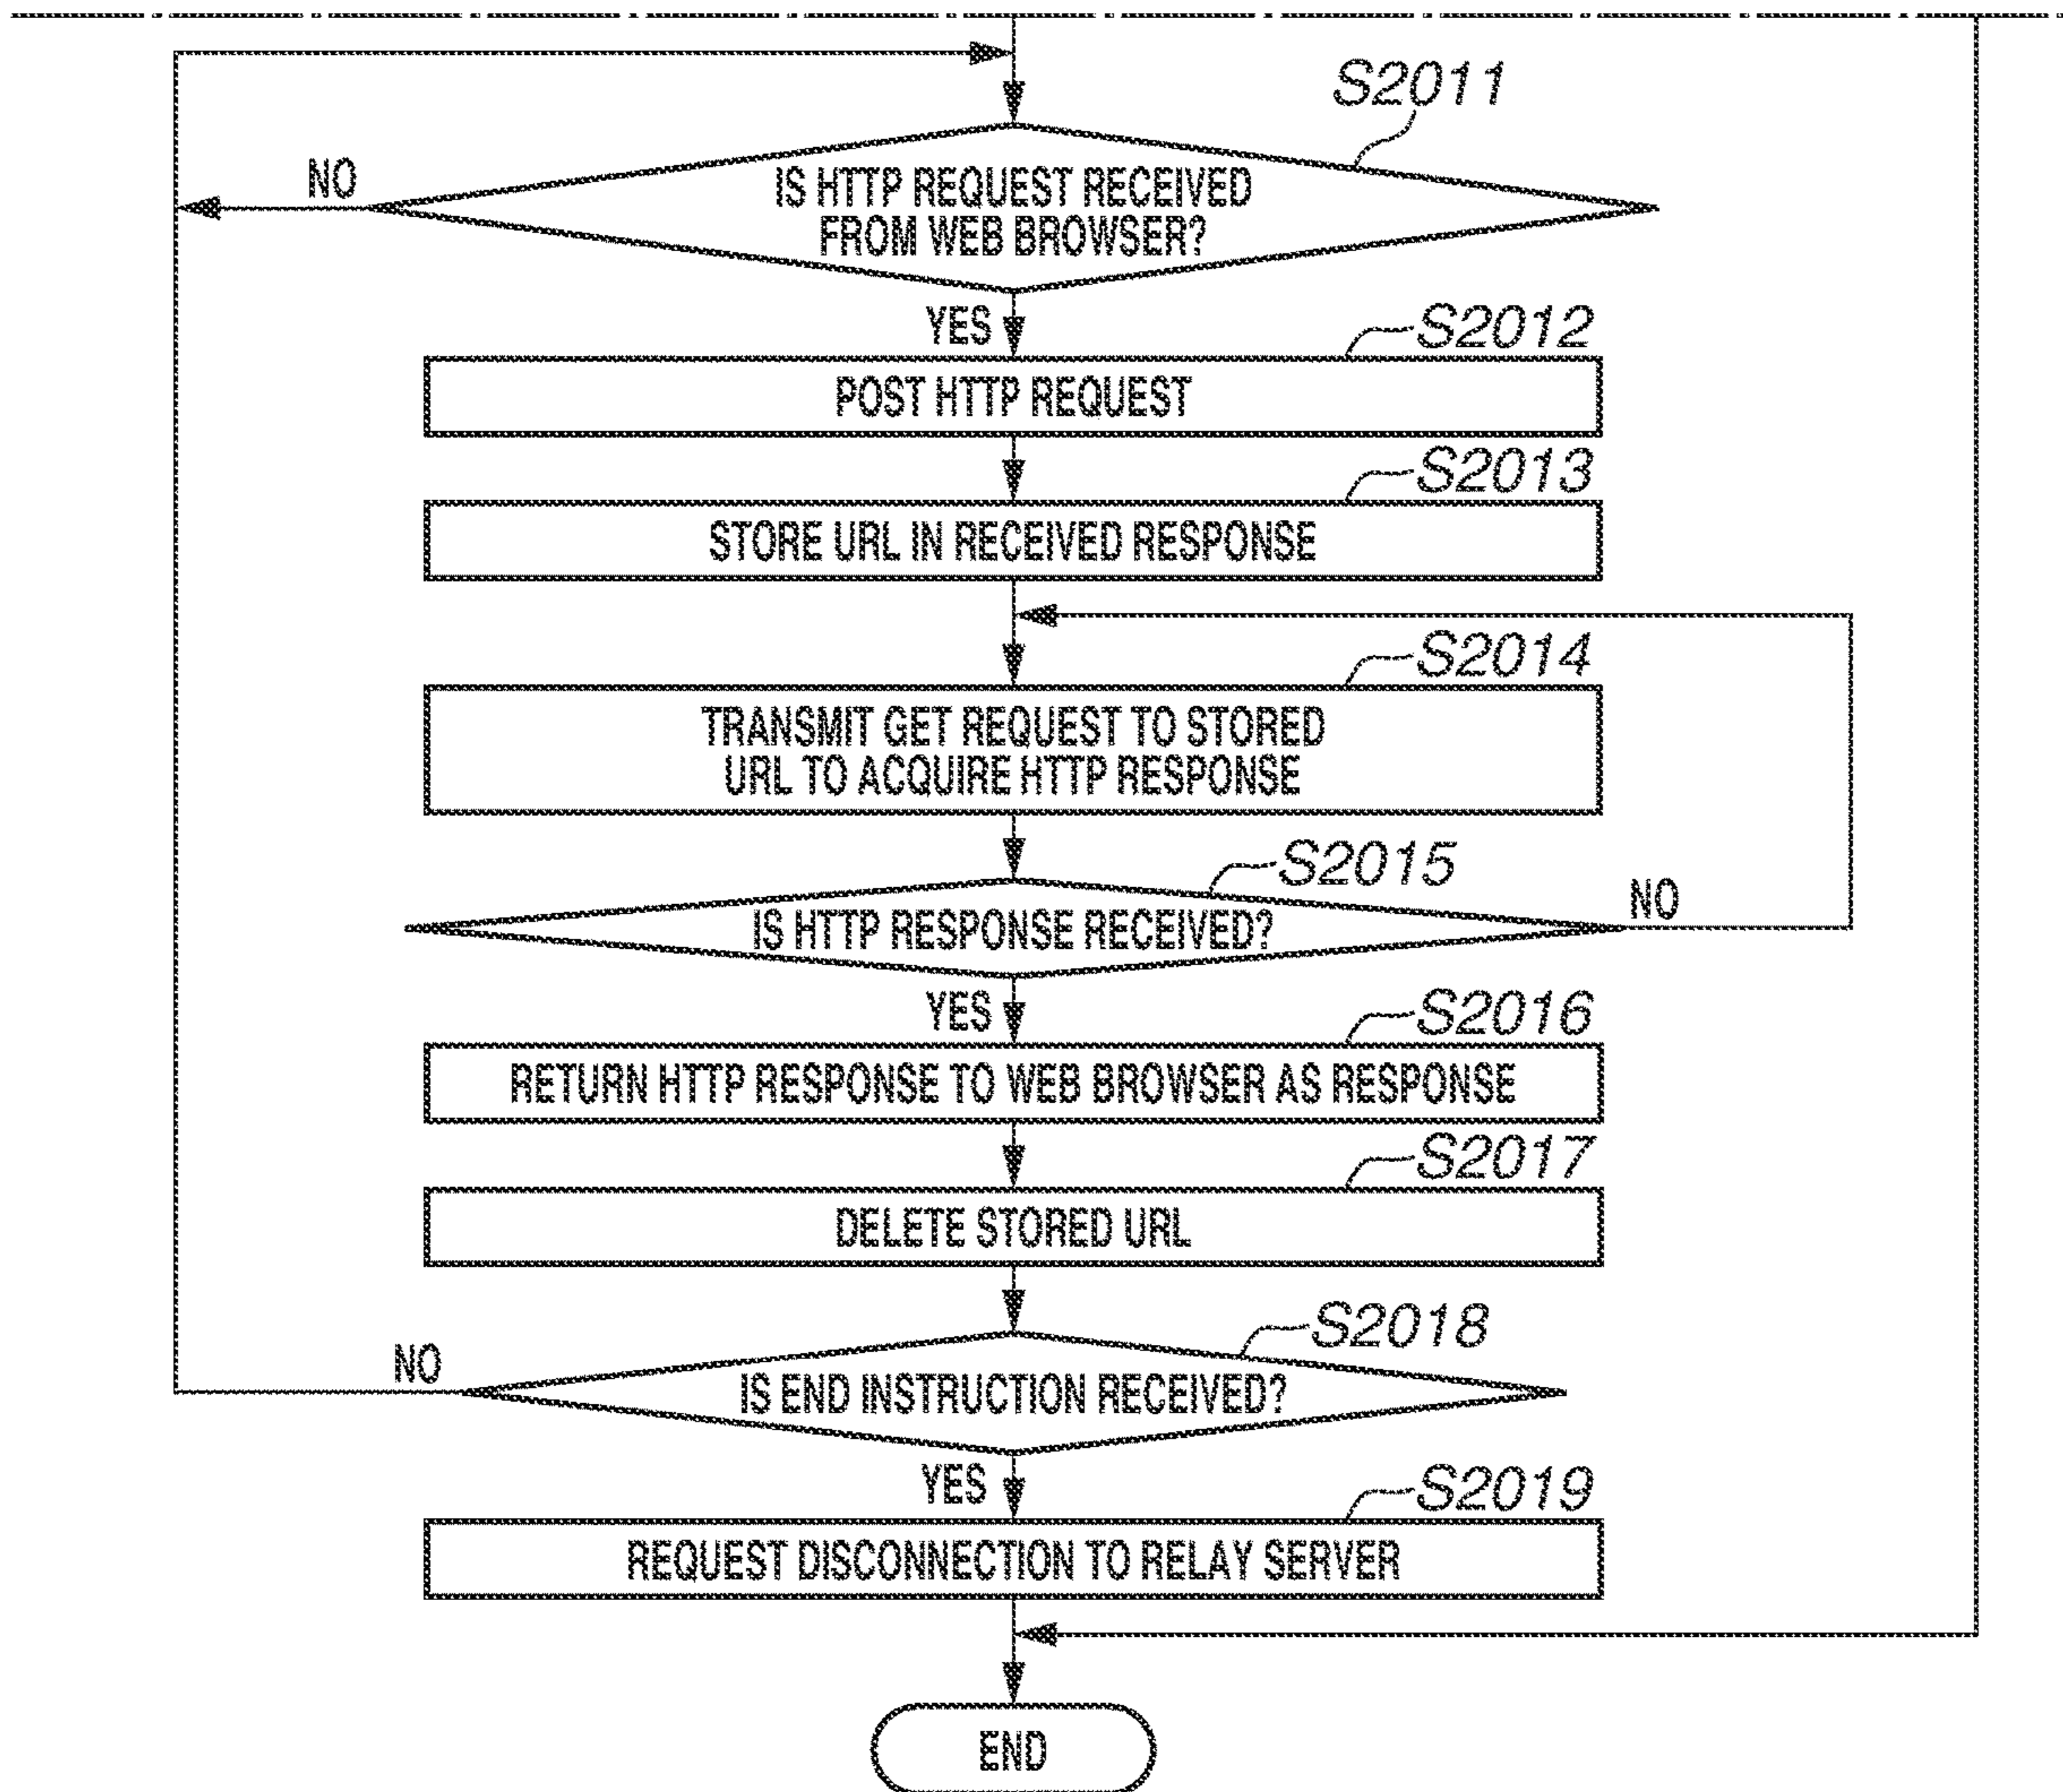 S2011
IS HTTP REQUEST RECEIVED
FROM WEB BROWSER?
NO
YES
S2012
POST HTTP REQUEST
S2013
STORE URL IN RECEIVED RESPONSE
S2014
TRANSMIT GET REQUEST TO STORED
URL TO ACQUIRE HTTP RESPONSE
S2015
IS HTTP RESPONSE RECEIVED?
NO
YES
S2016
RETURN HTTP RESPONSE TO WEB BROWSER AS RESPONSE
S2017
DELETE STORED URL
S2018
NO
IS END INSTRUCTION RECEIVED?
YES
S2019
REQUEST DISCONNECTION TO RELAY SERVER
END